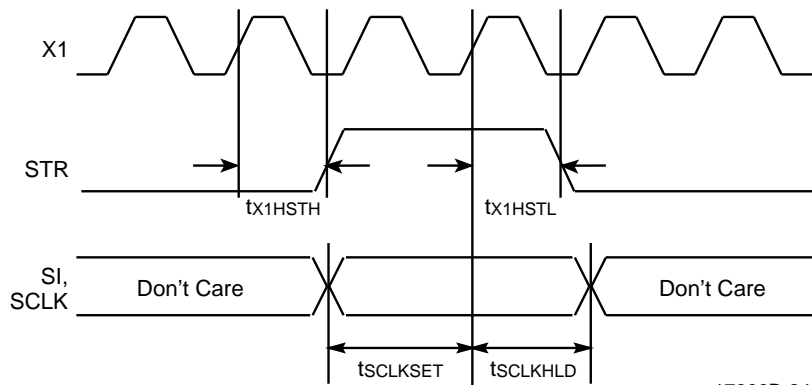 X1
STR
tX1HSTH
tX1HSTL
SI,
SCLK
Don't Care
Don't Care
tSCLKSET
tSCLKHLD